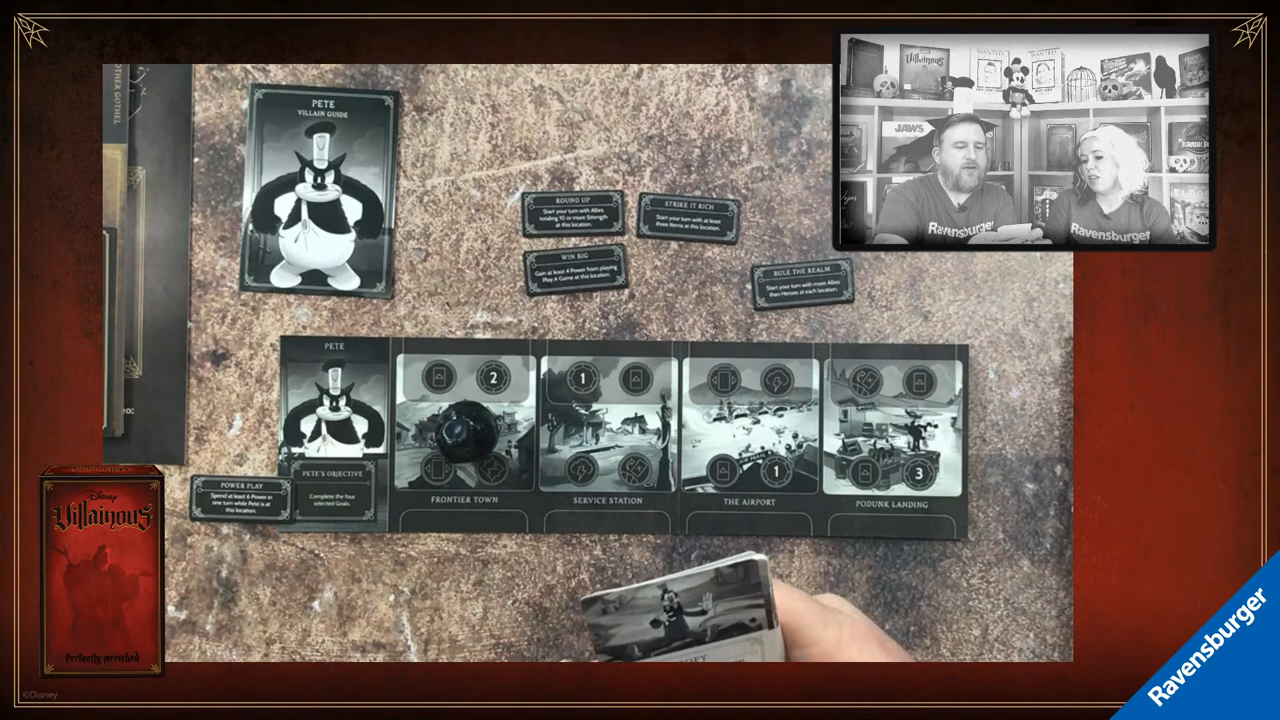 OTHER GOTHEL
PETE
VILLAIN GUIDE
Villainous
WANTED
WANTED
JAWS
Ravensburger
Ravensburger
ROUND UP
Start your turn with Allies
totaling 10 or more Strength
at this location.
STRIKE IT RICH
Start your turn with at least
three Items at this location.
WIN BIG
Gain at least 4 Power from playing
Play A Game at this location.
RULE THE REALM
Start your turn with more Allies
than Heroes at each location.
PETE
2
1
1
3
PETE'S OBJECTIVE
Complete the four
selected Goals.
POWER PLAY
Spend at least 6 Power in
one turn while Pete is at
this location.
FRONTIER TOWN
SERVICE STATION
THE AIRPORT
PODUNK LANDING
Disney
Villainous
Perfectly wretched
©Disney
Ravensburger